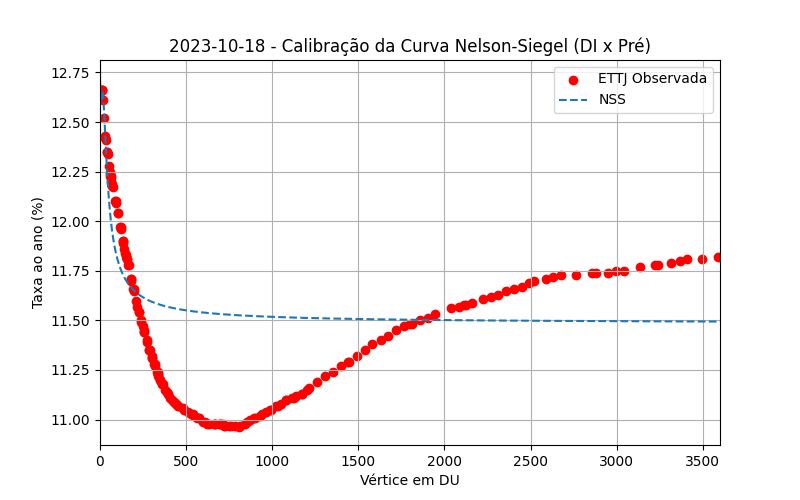 2023-10-18 - Calibração da Curva Nelson-Siegel (DI x Pré)
ETTJ Observada
NSS
Taxa ao ano (%)
12.75
12.50
12.25
12.00
11.75
11.50
11.25
11.00
0 500 1000 1500 2000 2500 3000 3500
Vértice em DU